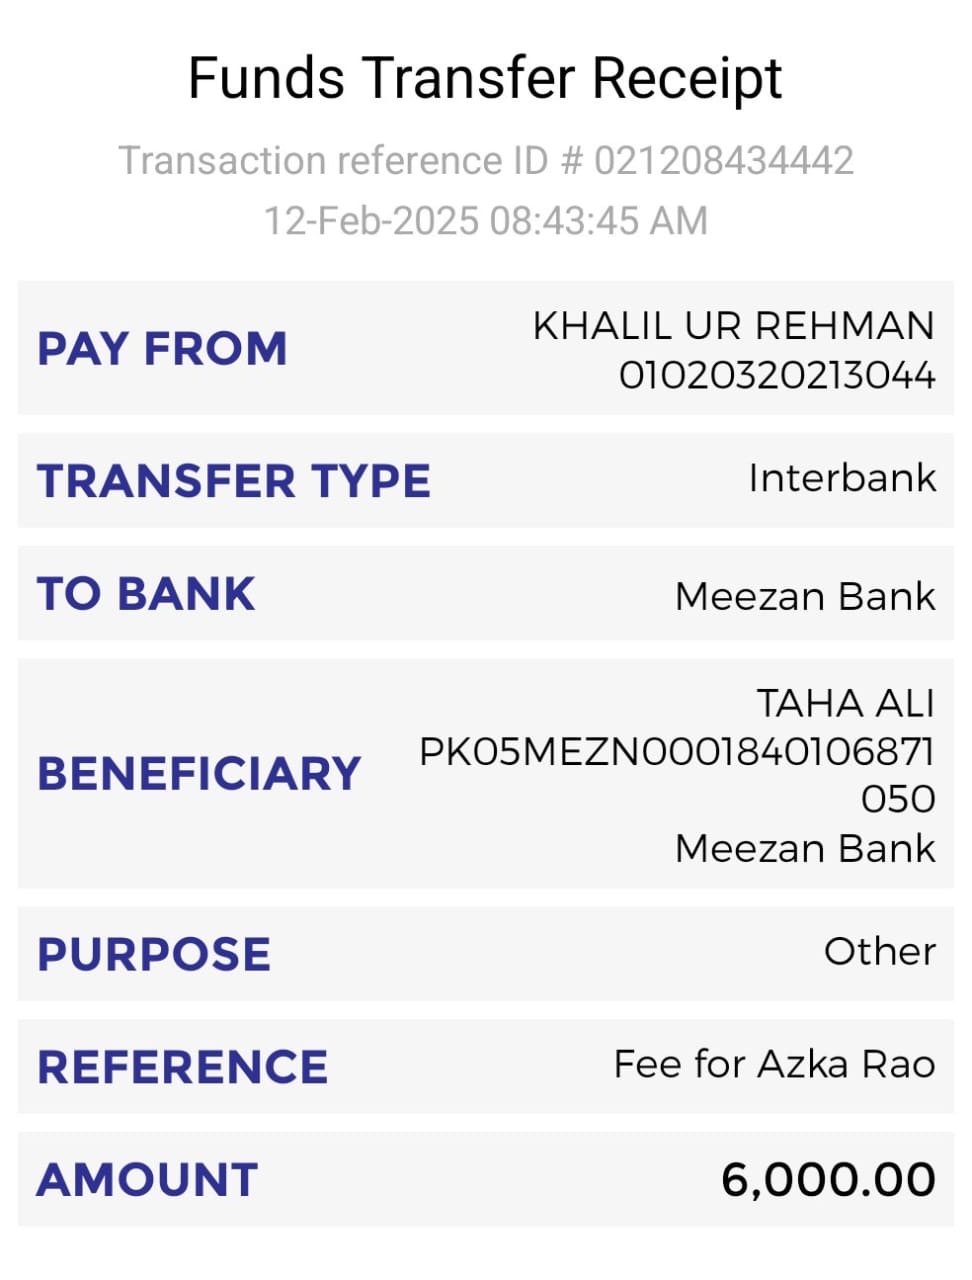 Funds Transfer Receipt
Transaction reference ID # 021208434442
12-Feb-2025 08:43:45 AM
PAY FROM
KHALIL UR REHMAN
01020320213044
TRANSFER TYPE
Interbank
TO BANK
Meezan Bank
BENEFICIARY
TAHA ALI
PK05MEZN0001840106871
050
Meezan Bank
PURPOSE
Other
REFERENCE
Fee for Azka Rao
AMOUNT
6,000.00